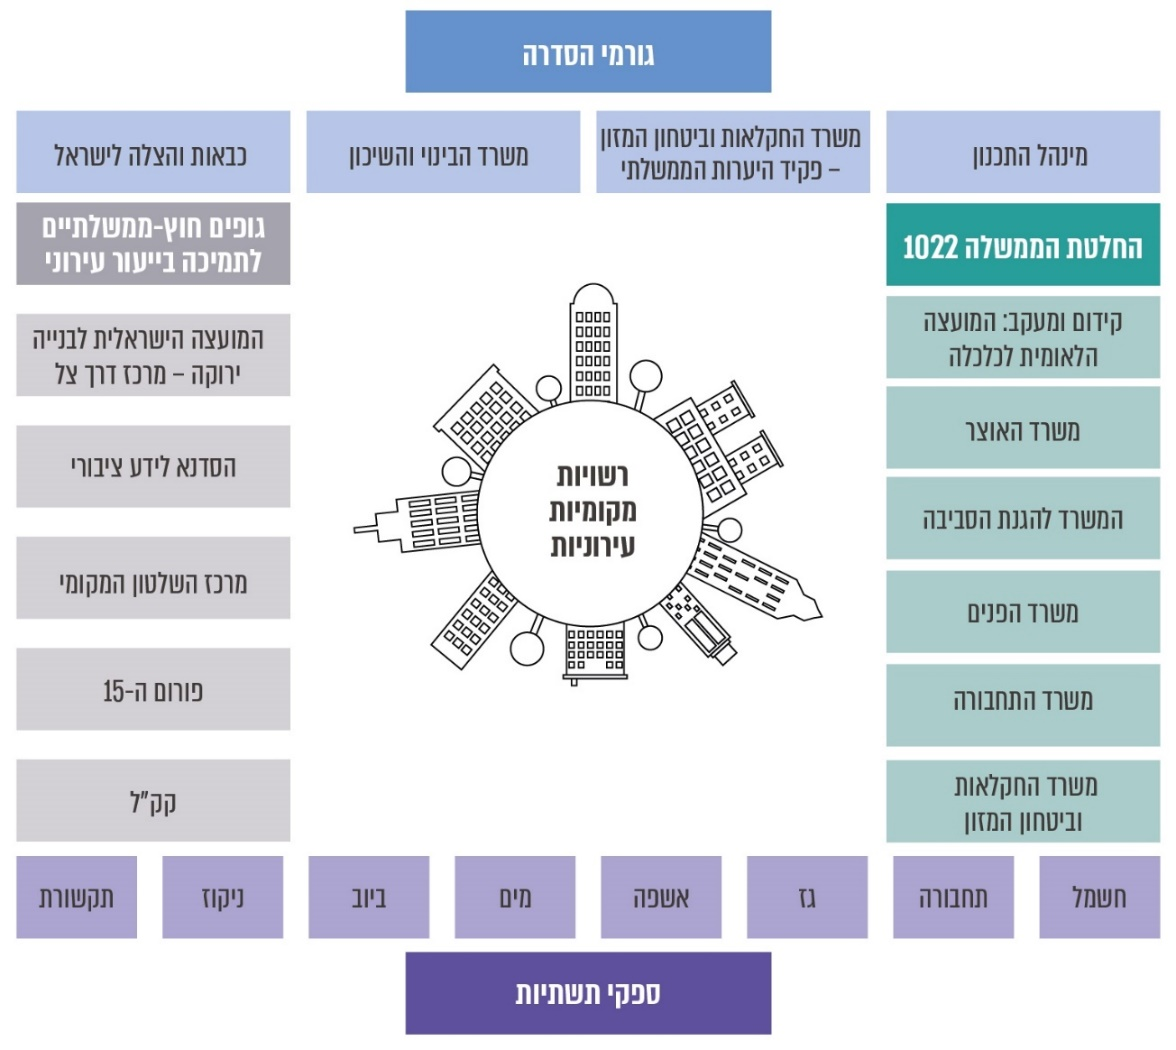 גורמי הסדרה
מינהל התכנון
משרד החקלאות וביטחון המזון
– פקיד היערות הממשלתי
משרד הבינוי והשיכון
כבאות והצלה לישראל
החלטת הממשלה 1022
קידום ומעקב: המועצה
הלאומית לכלכלה
משרד האוצר
המשרד להגנת הסביבה
משרד הפנים
משרד התחבורה
משרד החקלאות
וביטחון המזון
רשויות
מקומיות
עירוניות
גופים חוץ-ממשלתיים
לתמיכה בייעור עירוני
המועצה הישראלית לבנייה
ירוקה – מרכז דרך צל
הסדנא לידע ציבורי
מרכז השלטון המקומי
פורום ה-15
קק"ל
חשמל
תחבורה
גז
אשפה
מים
ביוב
ניקוז
תקשורת
ספקי תשתיות